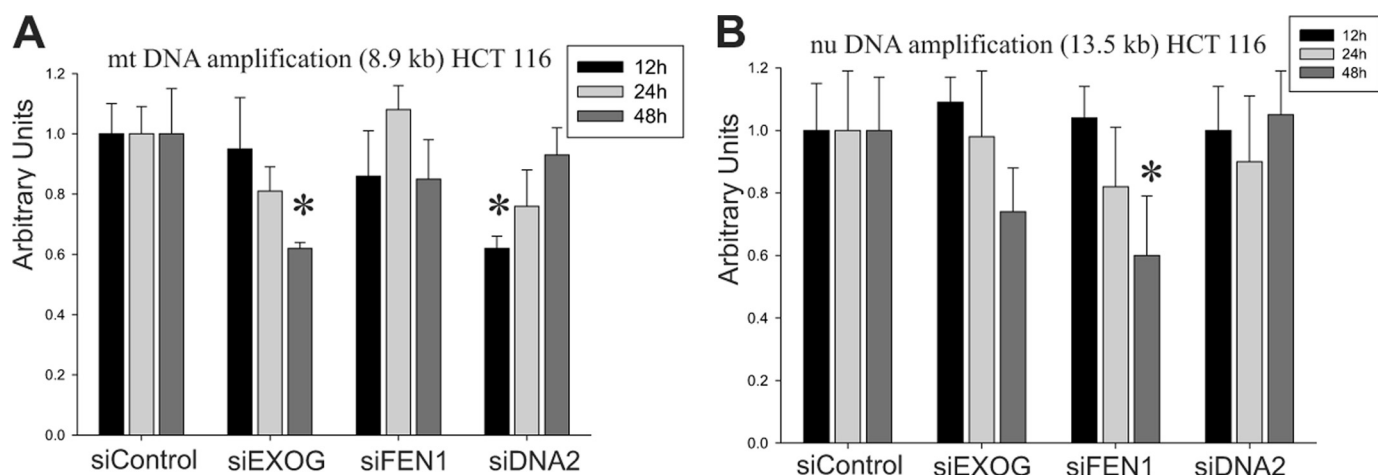 A
mt DNA amplification (8.9 kb) HCT 116
12h
24h
48h
Arbitrary Units
1.2
1.0
0.8
0.6
0.4
0.2
0.0
*
*
siControl
siEXOG
siFEN1
siDNA2
B
nu DNA amplification (13.5 kb) HCT 116
12h
24h
48h
Arbitrary Units
1.2
1.0
0.8
0.6
0.4
0.2
0.0
*
siControl
siEXOG
siFEN1
siDNA2